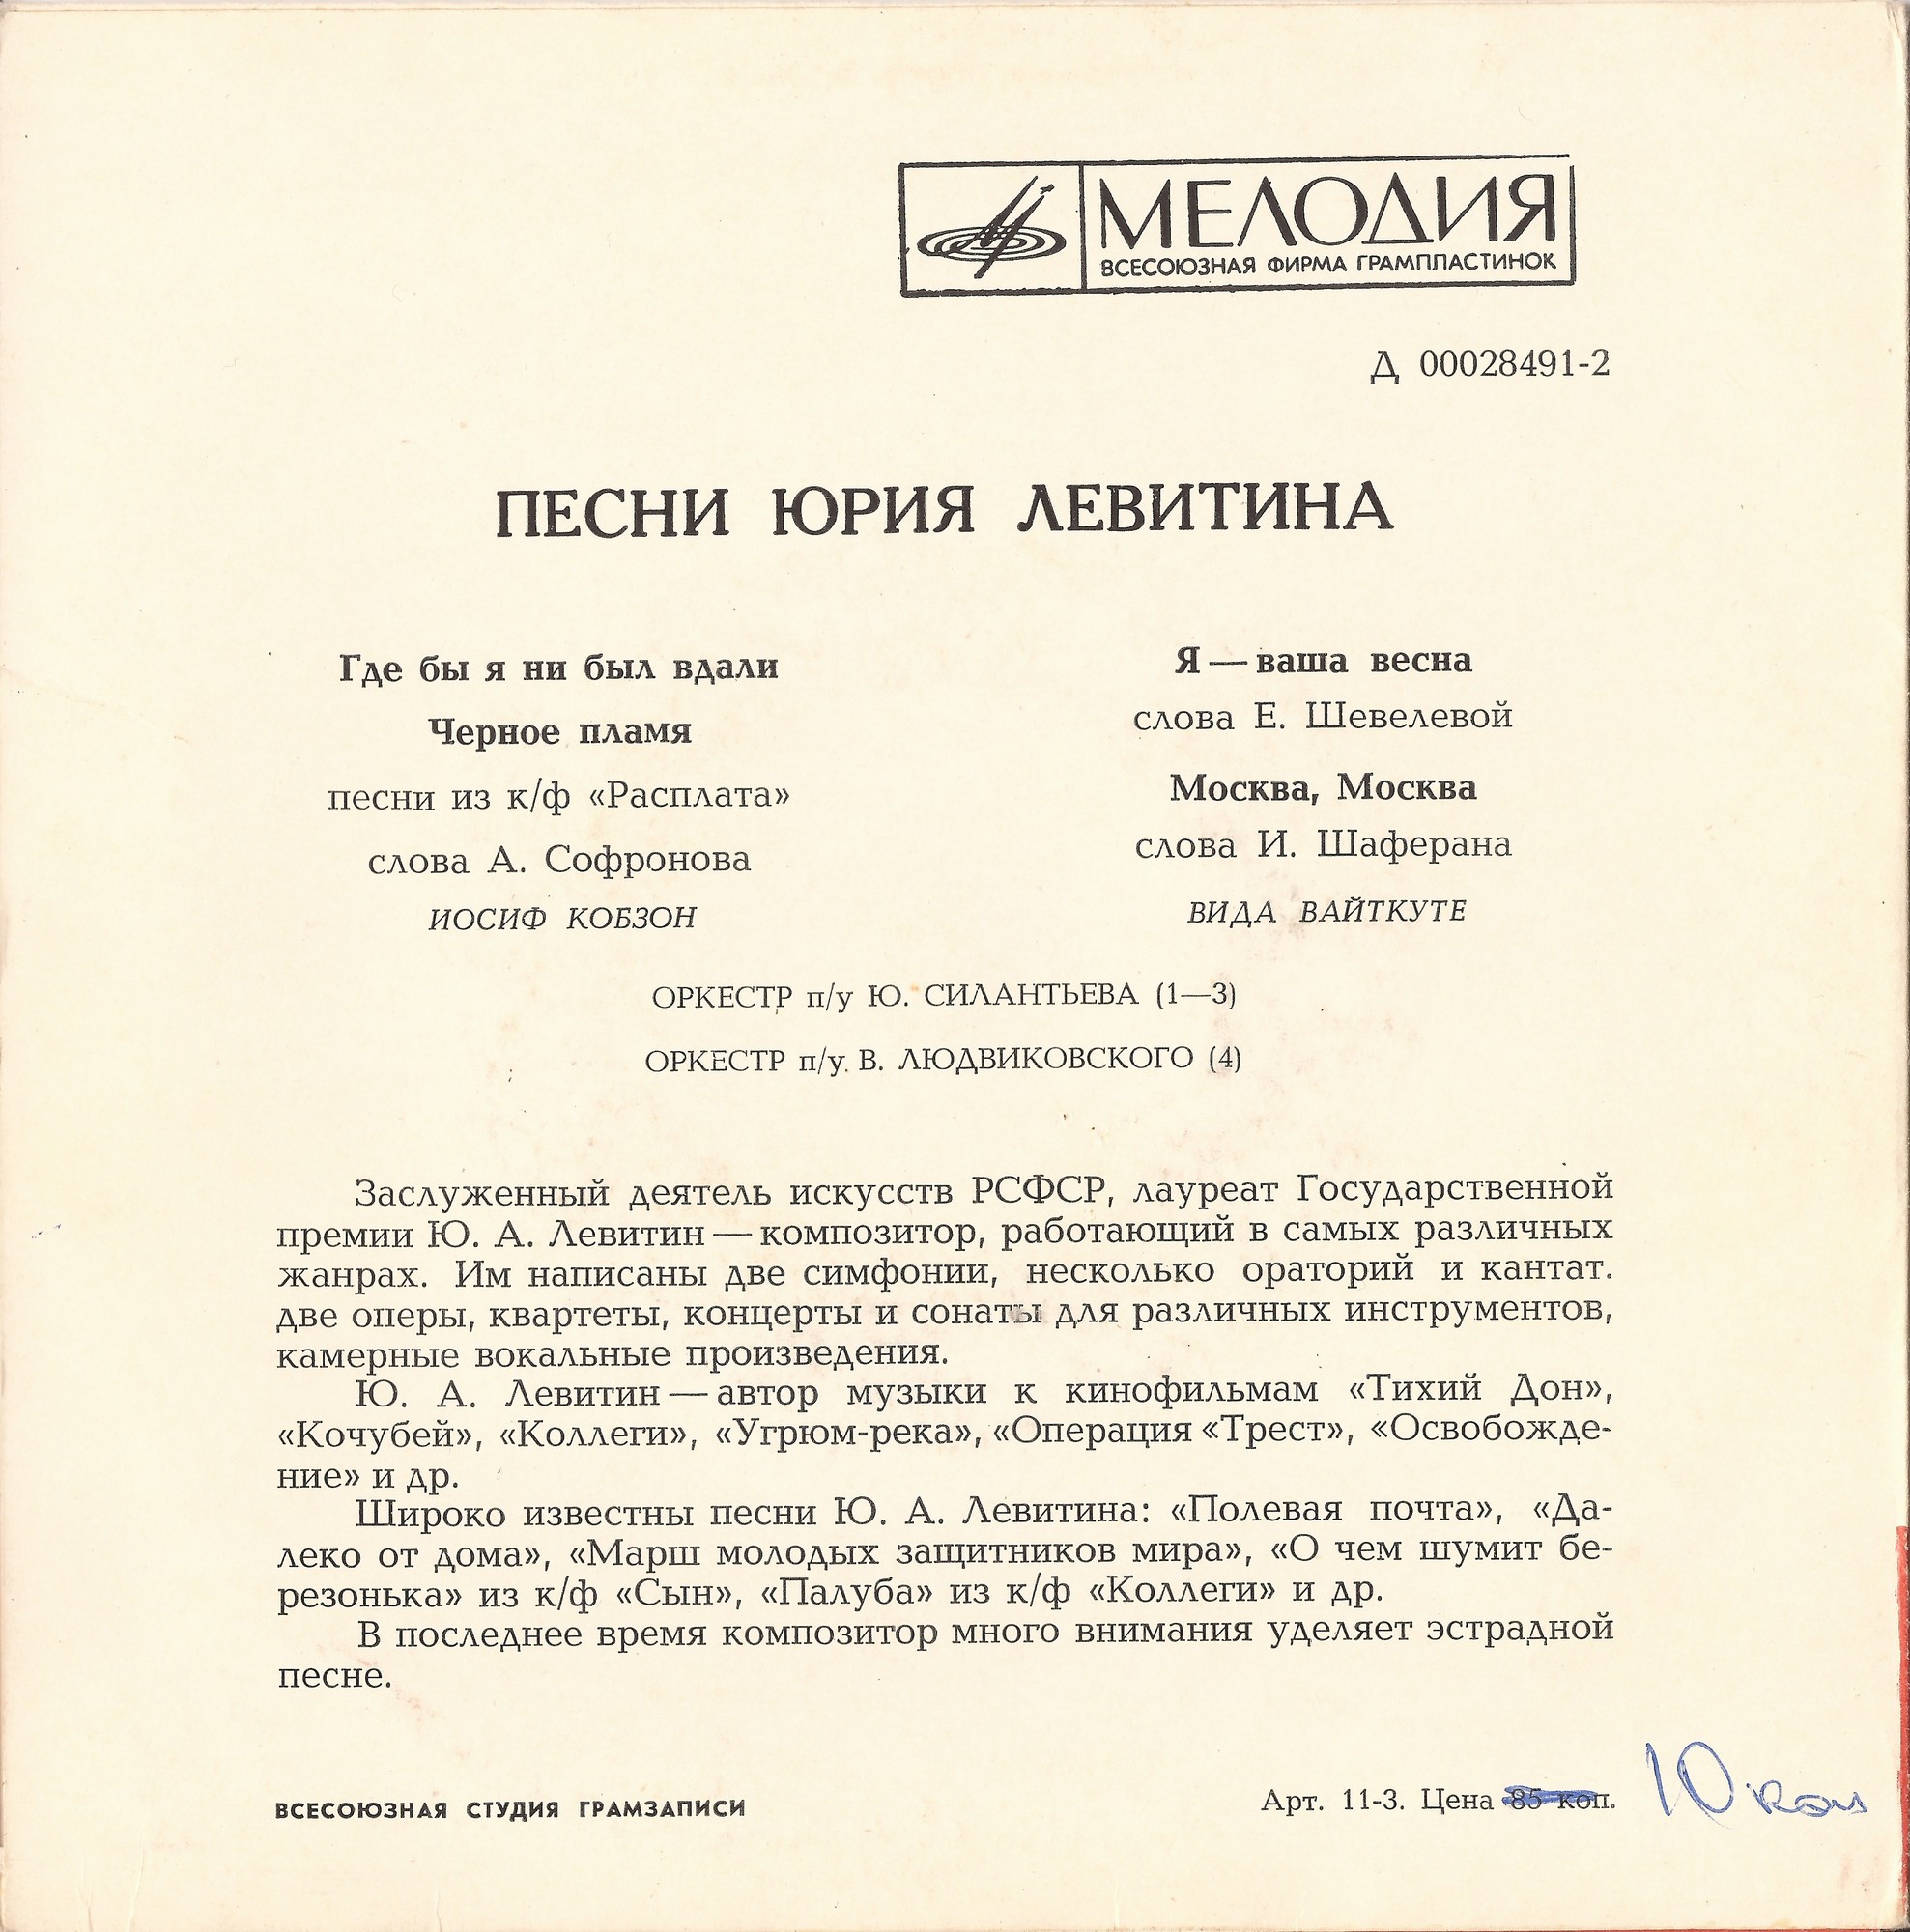 МЕЛОДИЯ
ВСЕСОЮЗНАЯ ФИРМА ГРАМПЛАСТИНОК
Д 00028491-2
ПЕСНИ ЮРИЯ ЛЕВИТИНА
Где бы я ни был вдали
Черное пламя
песни из к/ф «Расплата»
слова А. Софронова
ИОСИФ КОБЗОН
Я — ваша весна
слова Е. Шевелевой
Москва, Москва
слова И. Шаферана
ВИДА ВАЙТКУТЕ
ОРКЕСТР п/у Ю. СИЛАНТЬЕВА (1—3)
ОРКЕСТР п/у В. ЛЮДВИКОВСКОГО (4)
Заслуженный деятель искусств РСФСР, лауреат Государственной
премии Ю. А. Левитин — композитор, работающий в самых различных
жанрах. Им написаны две симфонии, несколько ораторий и кантат.
две оперы, квартеты, концерты и сонаты для различных инструментов,
камерные вокальные произведения.
Ю. А. Левитин — автор музыки к кинофильмам «Тихий Дон»,
«Кочубей», «Коллеги», «Угрюм-река», «Операция «Трест», «Освобожде-
ние» и др.
Широко известны песни Ю. А. Левитина: «Полевая почта», «Да-
леко от дома», «Марш молодых защитников мира», «О чем шумит бе-
резонька» из к/ф «Сын», «Палуба» из к/ф «Коллеги» и др.
В последнее время композитор много внимания уделяет эстрадной
песне.
ВСЕСОЮЗНАЯ СТУДИЯ ГРАМЗАПИСИ
Арт. 11-3. Цена 85 коп. 10 коп